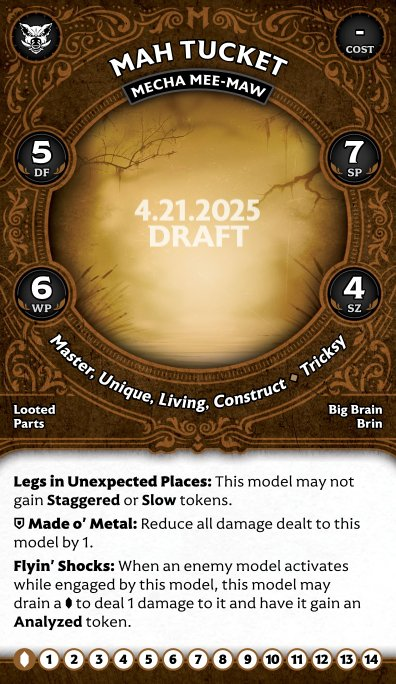 M
-
COST
MAH TUCKET
MECHA MEE-MAW
5
DF
7
SP
4.21.2025
DRAFT
6
WP
4
SZ
Master, Unique, Living, Construct ♦ Tricksy
Looted
Parts
Big Brain
Brin
Legs in Unexpected Places: This model may not
gain Staggered or Slow tokens.
Made o’ Metal: Reduce all damage dealt to this
model by 1.
Flyin’ Shocks: When an enemy model activates
while engaged by this model, this model may
drain a to deal 1 damage to it and have it gain an
Analyzed token.
1 2 3 4 5 6 7 8 9 10 11 12 13 14